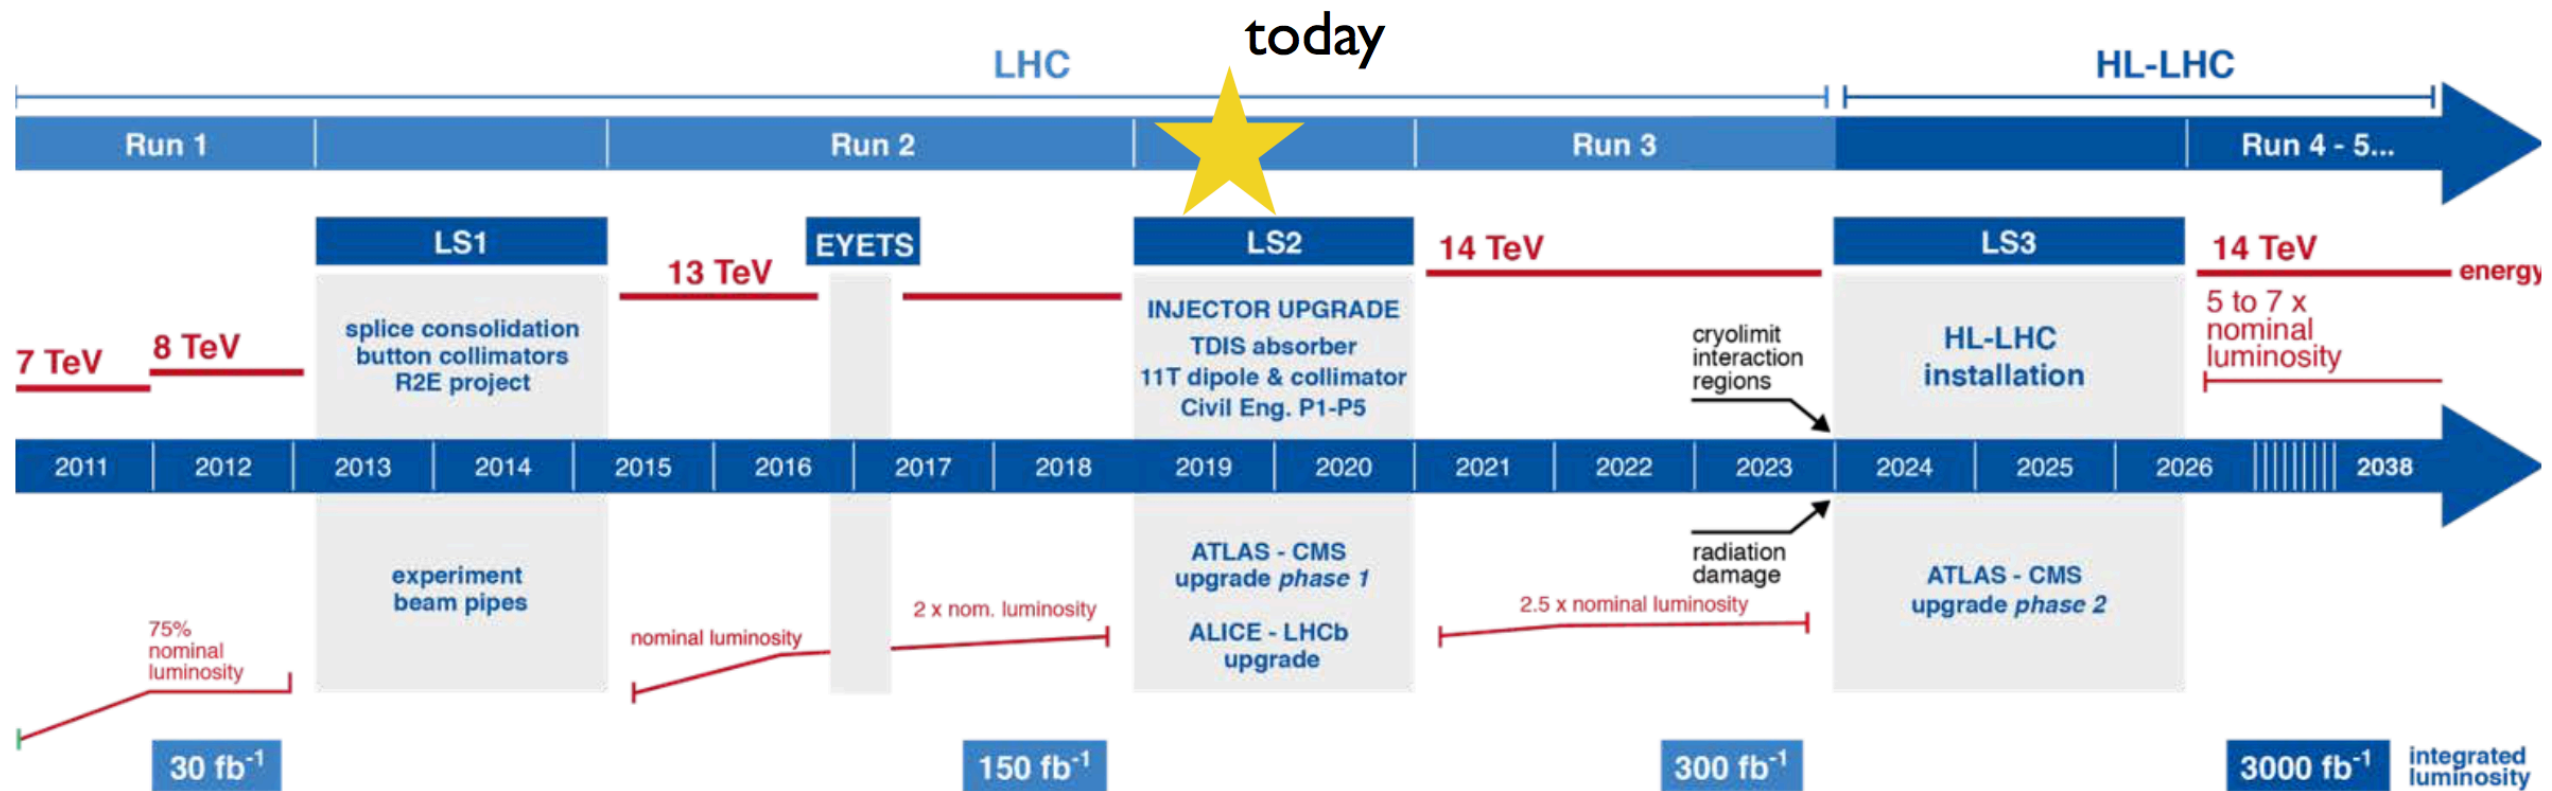 today
LHC
HL-LHC
Run 1
Run 2
Run 3
Run 4 - 5...
LS1
EYETS
LS2
LS3
7 TeV
8 TeV
13 TeV
14 TeV
14 TeV
energy
splice consolidation
button collimators
R2E project
INJECTOR UPGRADE
TDIS absorber
11T dipole & collimator
Civil Eng. P1-P5
cryolimit
interaction
regions
HL-LHC
installation
5 to 7 x
nominal
luminosity
2011
2012
2013
2014
2015
2016
2017
2018
2019
2020
2021
2022
2023
2024
2025
2026
2038
75%
nominal
luminosity
experiment
beam pipes
nominal luminosity
2 x nom. luminosity
ATLAS - CMS
upgrade phase 1
ALICE - LHCb
upgrade
radiation
damage
2.5 x nominal luminosity
ATLAS - CMS
upgrade phase 2
30 fb⁻¹
150 fb⁻¹
300 fb⁻¹
3000 fb⁻¹
integrated
luminosity